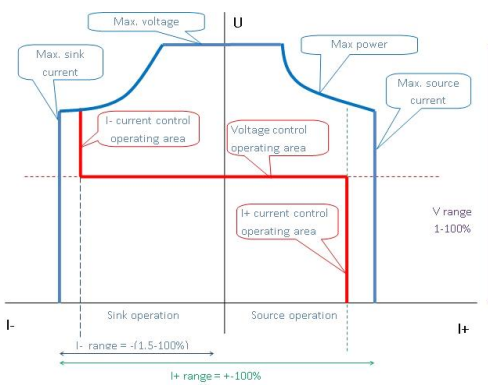 Max. voltage
U
Max. sink
current
Max power
Max. source
current
I- current control
operating area
Voltage control
operating area
I+ current control
operating area
V range
1-100%
Sink operation
Source operation
I-
I+
I- range = -(1.5-100%)
I+ range = +-100%